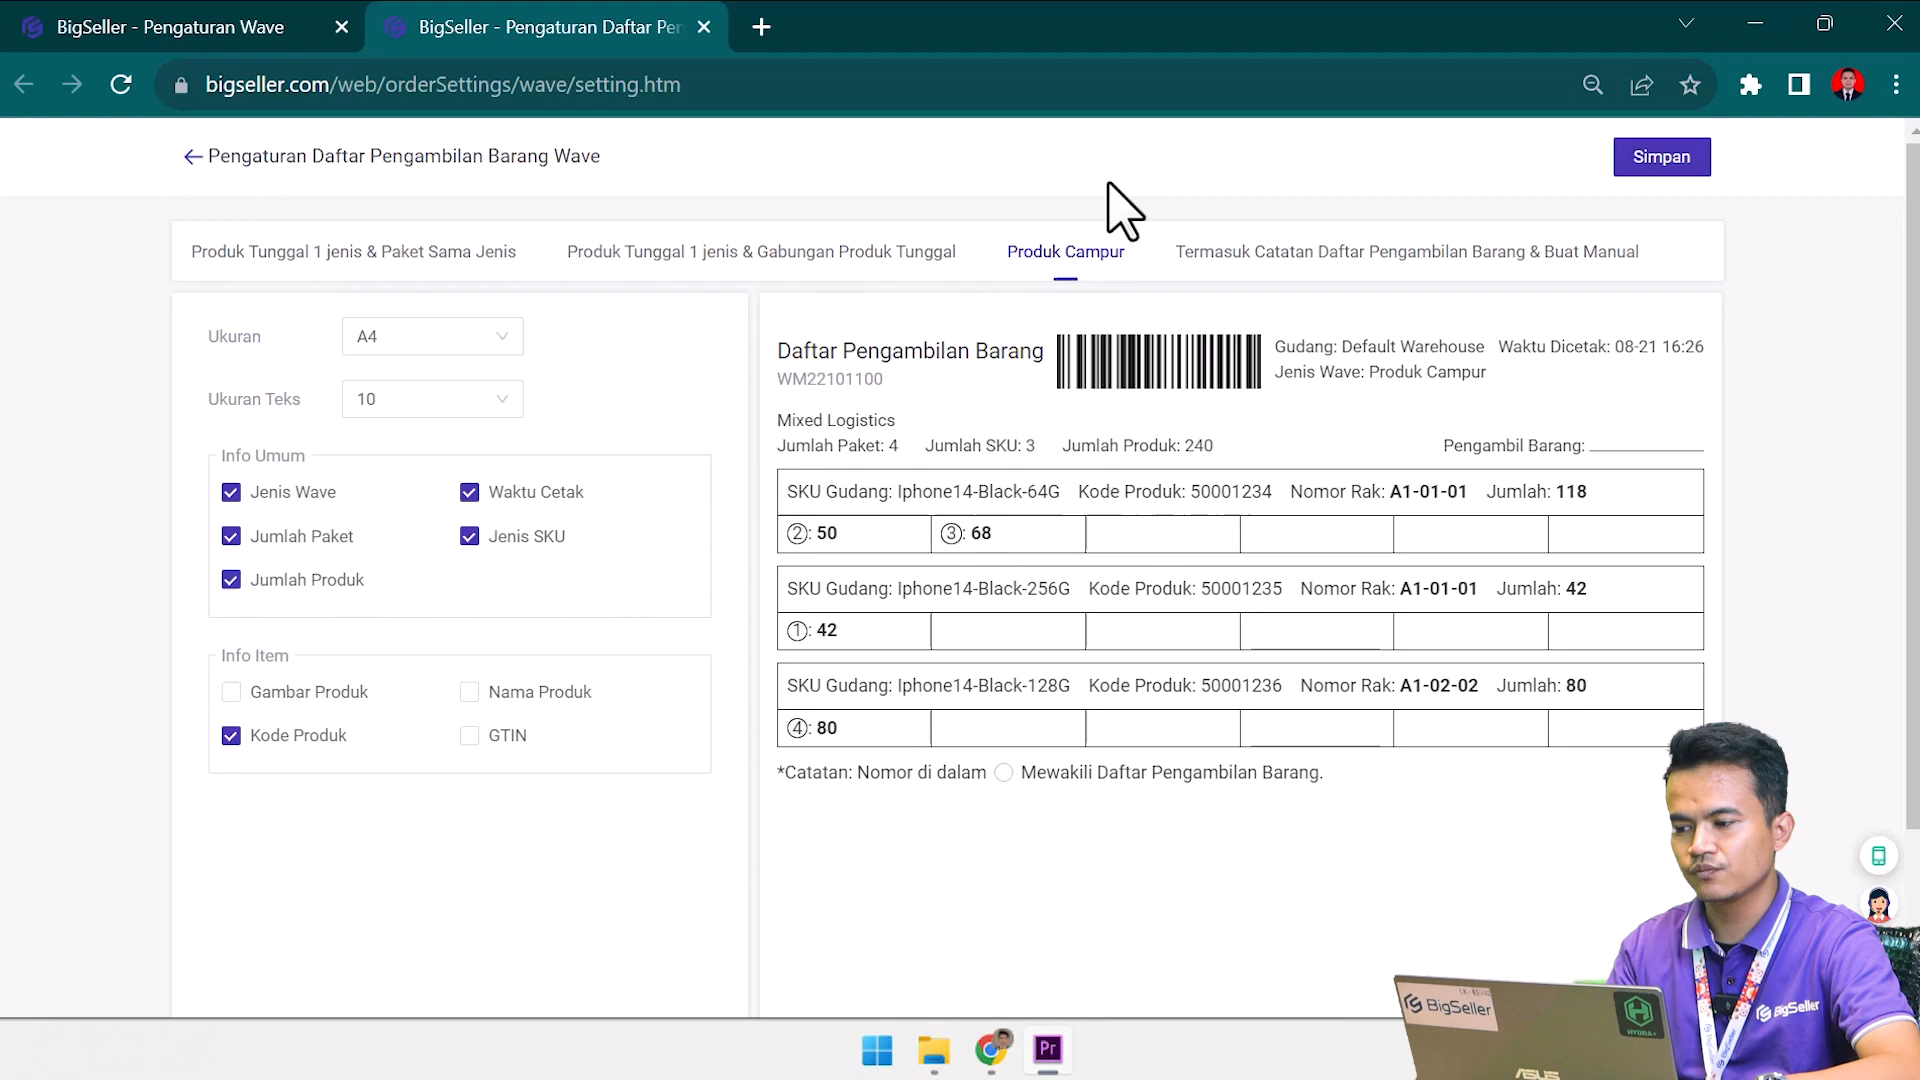 BigSeller - Pengaturan Wave
BigSeller - Pengaturan Daftar Pen
bigseller.com/web/orderSettings/wave/setting.htm
Pengaturan Daftar Pengambilan Barang Wave
Simpan
Produk Tunggal 1 jenis & Paket Sama Jenis
Produk Tunggal 1 jenis & Gabungan Produk Tunggal
Produk Campur
Termasuk Catatan Daftar Pengambilan Barang & Buat Manual
Ukuran
A4
Ukuran Teks
10
Info Umum
Jenis Wave
Waktu Cetak
Jumlah Paket
Jenis SKU
Jumlah Produk
Info Item
Gambar Produk
Nama Produk
Kode Produk
GTIN
Daftar Pengambilan Barang
WM22101100
Gudang: Default Warehouse Waktu Dicetak: 08-21 16:26
Jenis Wave: Produk Campur
Mixed Logistics
Jumlah Paket: 4 Jumlah SKU: 3 Jumlah Produk: 240 Pengambil Barang:
SKU Gudang: Iphone14-Black-64G Kode Produk: 50001234 Nomor Rak: A1-01-01 Jumlah: 118
②: 50 ③: 68
SKU Gudang: Iphone14-Black-256G Kode Produk: 50001235 Nomor Rak: A1-01-01 Jumlah: 42
①: 42
SKU Gudang: Iphone14-Black-128G Kode Produk: 50001236 Nomor Rak: A1-02-02 Jumlah: 80
④: 80
*Catatan: Nomor di dalam ◯ Mewakili Daftar Pengambilan Barang.
BigSeller
HYDRA+
ASUS
BigSeller
Pr